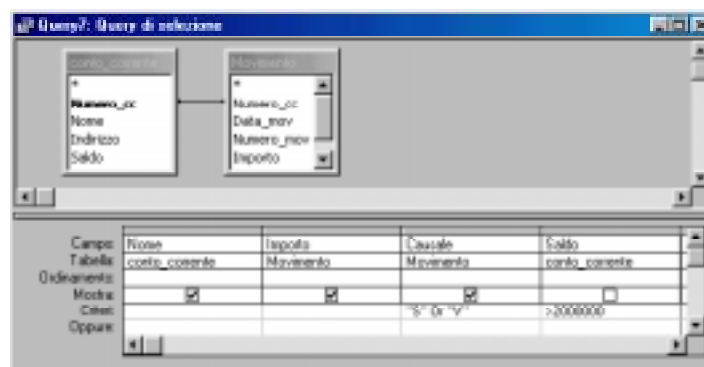 Query7: Query di selezione
conto_corrente
*
Numero_cc
Nome
Indirizzo
Saldo
Movimento
*
Numero_cc
Data_mov
Numero_mov
Importo
Campo: Nome Importo Causale Saldo
Tabella: conto_corrente Movimento Movimento conto_corrente
Ordinamento:
Mostra:
Criteri: "S" Or "V" >2000000
Oppure: